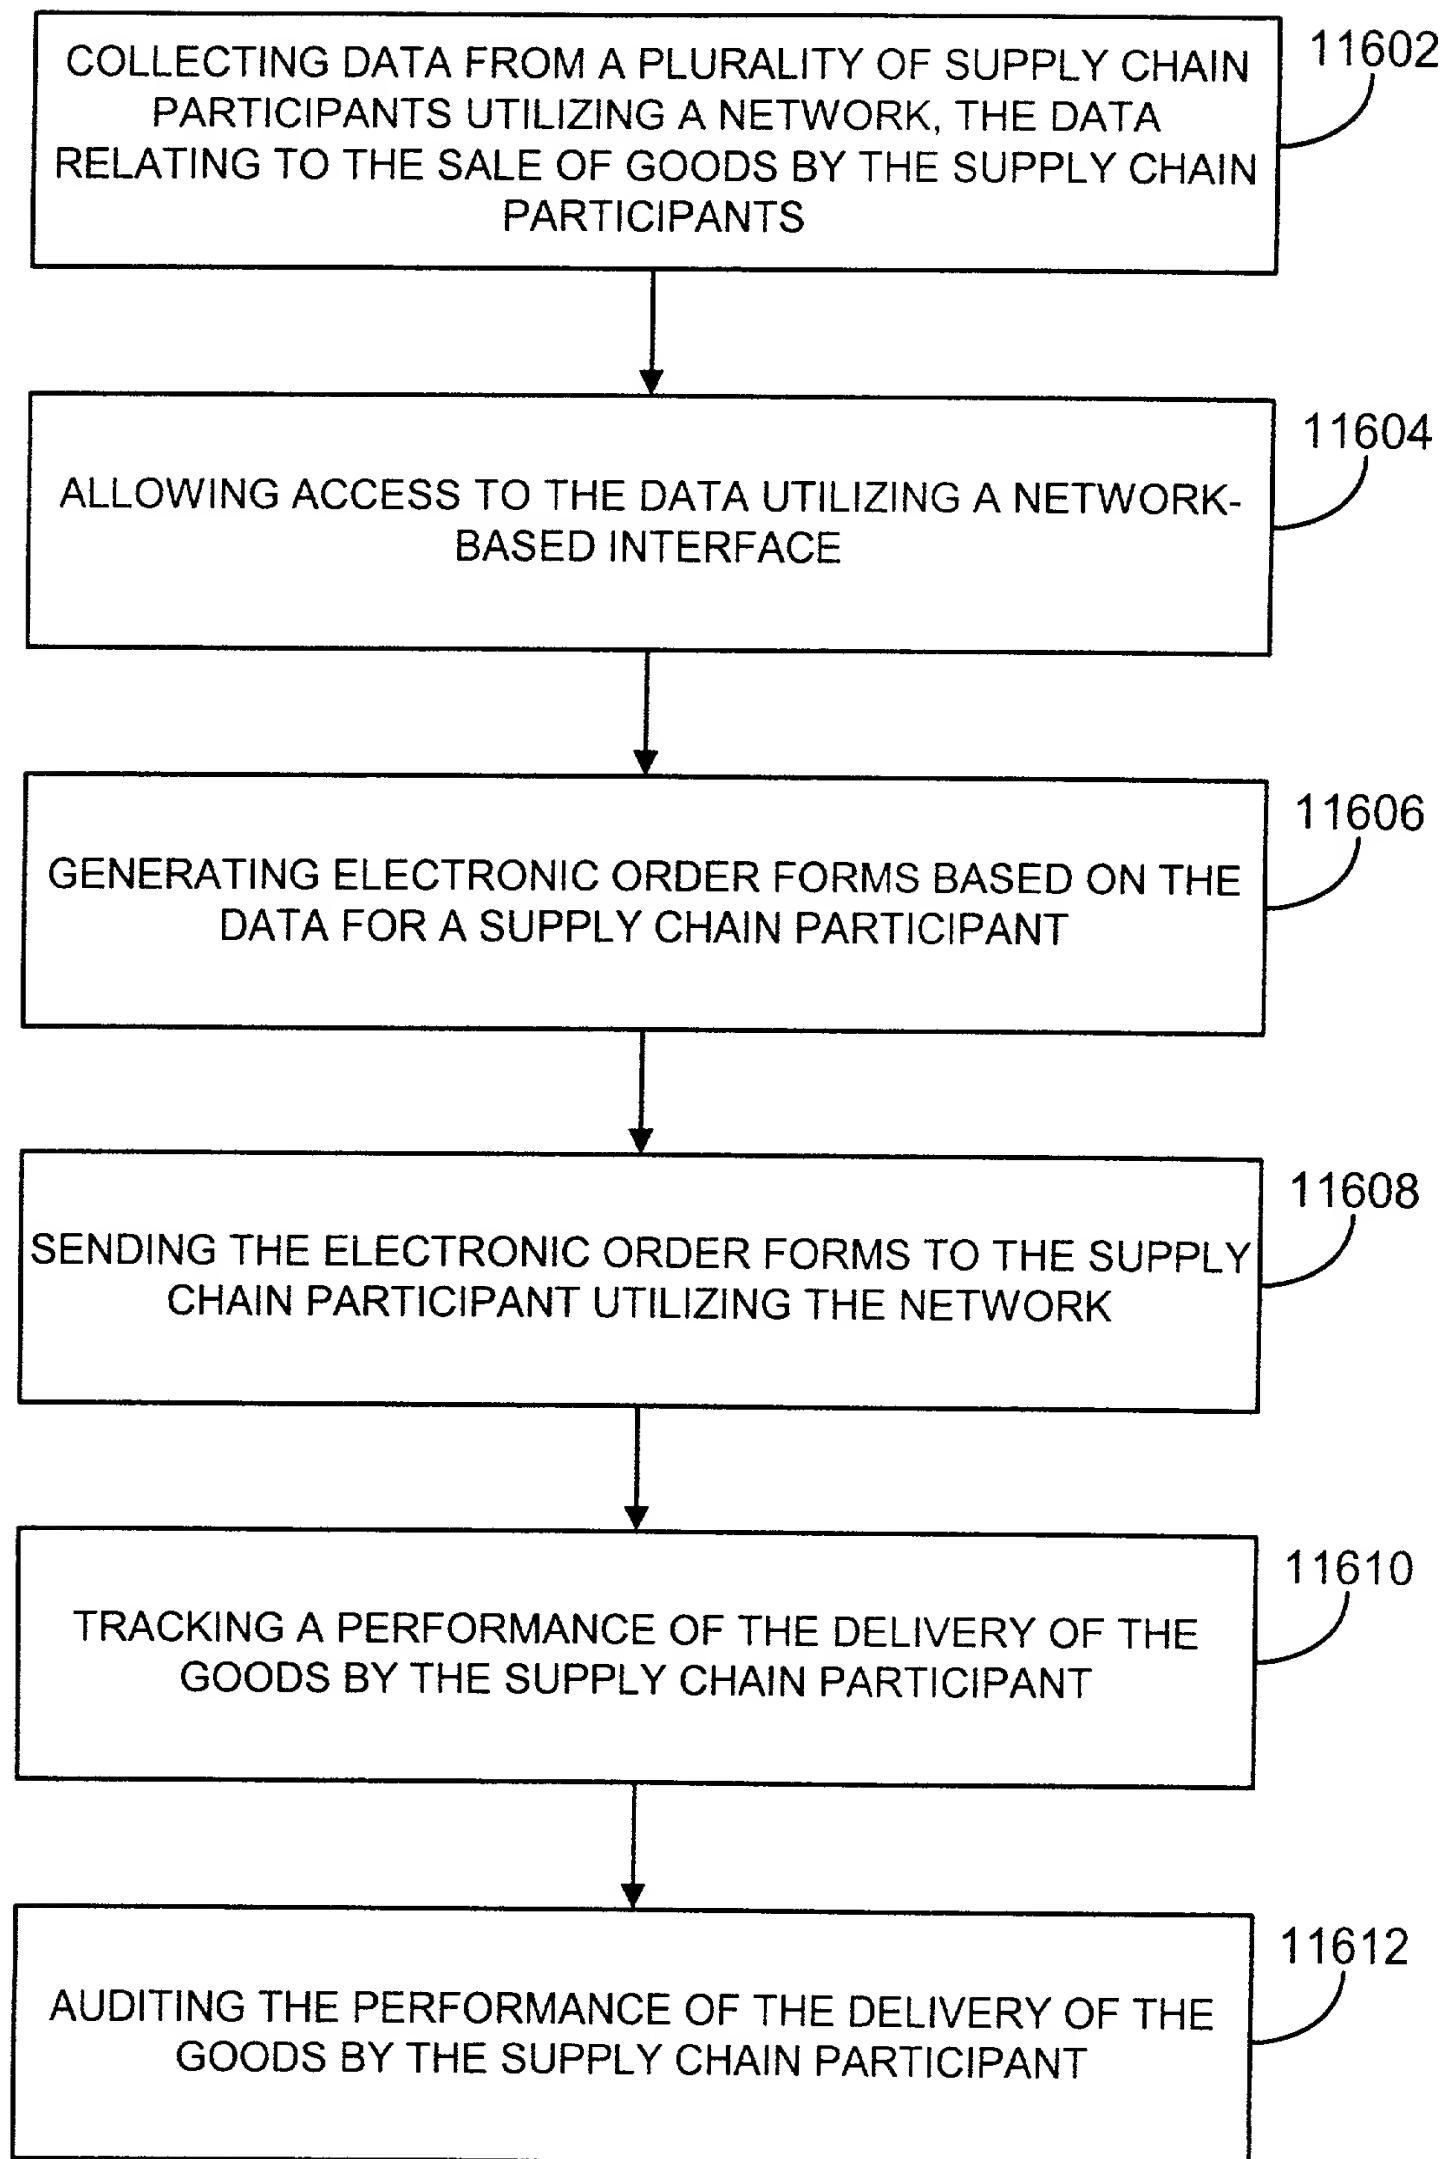 COLLECTING DATA FROM A PLURALITY OF SUPPLY CHAIN
PARTICIPANTS UTILIZING A NETWORK, THE DATA
RELATING TO THE SALE OF GOODS BY THE SUPPLY CHAIN
PARTICIPANTS
11602
ALLOWING ACCESS TO THE DATA UTILIZING A NETWORK-
BASED INTERFACE
11604
GENERATING ELECTRONIC ORDER FORMS BASED ON THE
DATA FOR A SUPPLY CHAIN PARTICIPANT
11606
SENDING THE ELECTRONIC ORDER FORMS TO THE SUPPLY
CHAIN PARTICIPANT UTILIZING THE NETWORK
11608
TRACKING A PERFORMANCE OF THE DELIVERY OF THE
GOODS BY THE SUPPLY CHAIN PARTICIPANT
11610
AUDITING THE PERFORMANCE OF THE DELIVERY OF THE
GOODS BY THE SUPPLY CHAIN PARTICIPANT
11612